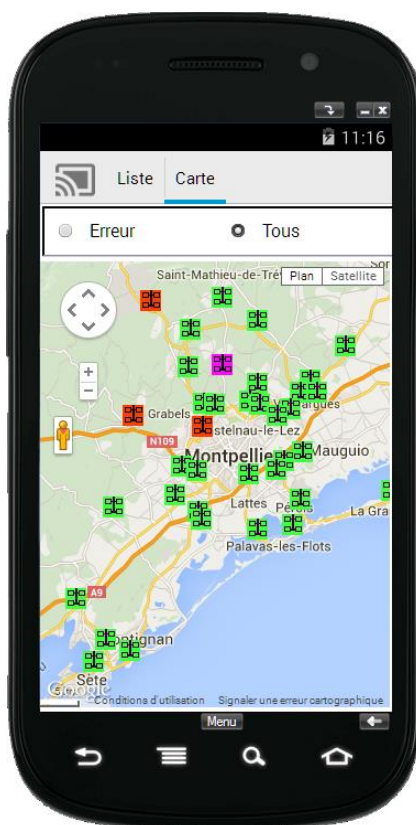 11:16
Liste Carte
Erreur Tous
Saint-Mathieu-de-Tré
Plan Satellite
Grabels
N109
stelnau-le-Lez
Montpellie
Mauguio
Lattes
La Gra
Palavas-les-Flots
A9
ontignan
Sète
Google
Conditions d'utilisation Signaler une erreur cartographique
Menu